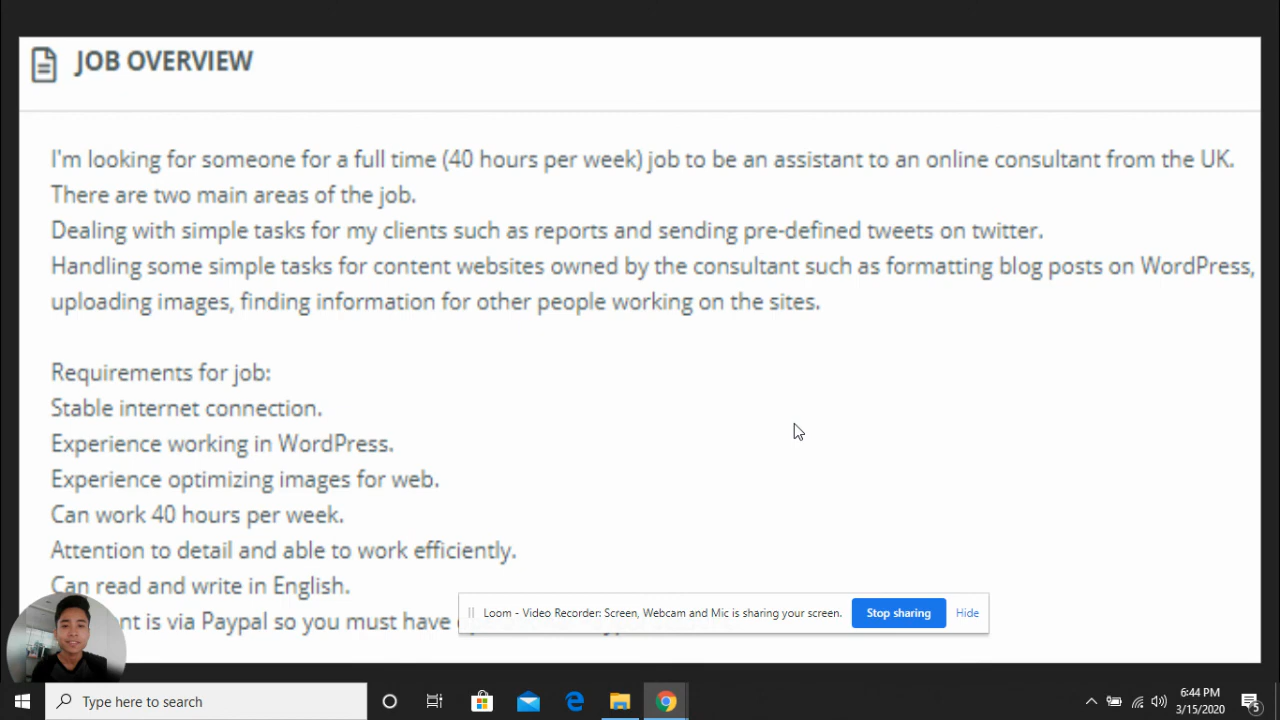 JOB OVERVIEW
I'm looking for someone for a full time (40 hours per week) job to be an assistant to an online consultant from the UK.
There are two main areas of the job.
Dealing with simple tasks for my clients such as reports and sending pre-defined tweets on twitter.
Handling some simple tasks for content websites owned by the consultant such as formatting blog posts on WordPress,
uploading images, finding information for other people working on the sites.
Requirements for job:
Stable internet connection.
Experience working in WordPress.
Experience optimizing images for web.
Can work 40 hours per week.
Attention to detail and able to work efficiently.
Can read and write in English.
is via Paypal so you must have
Loom - Video Recorder: Screen, Webcam and Mic is sharing your screen.
Stop sharing
Hide
Type here to search
6:44 PM
3/15/2020
5